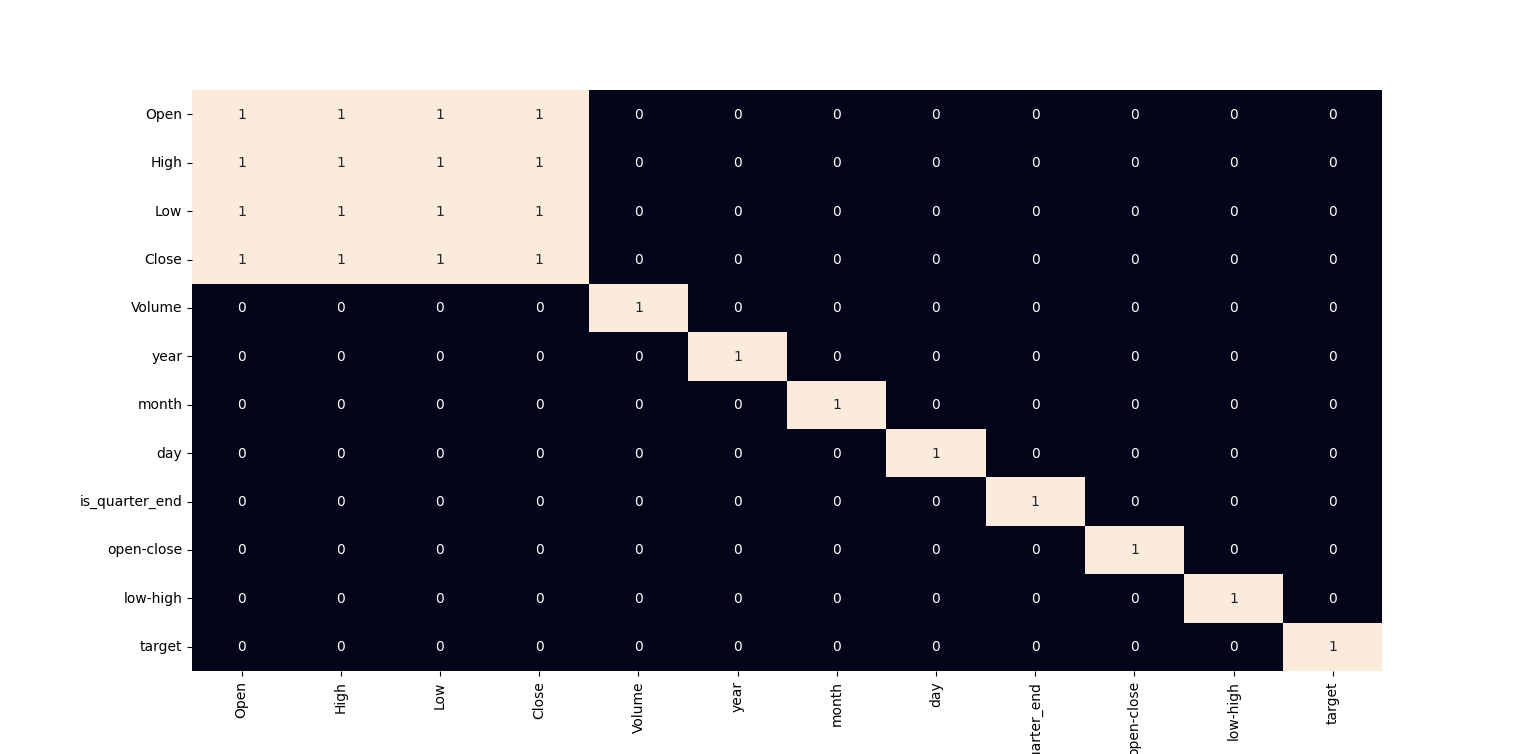 Open 1 1 1 1 0 0 0 0 0 0 0 0
High 1 1 1 1 0 0 0 0 0 0 0 0
Low 1 1 1 1 0 0 0 0 0 0 0 0
Close 1 1 1 1 0 0 0 0 0 0 0 0
Volume 0 0 0 0 1 0 0 0 0 0 0 0
year 0 0 0 0 0 1 0 0 0 0 0 0
month 0 0 0 0 0 0 1 0 0 0 0 0
day 0 0 0 0 0 0 0 1 0 0 0 0
is_quarter_end 0 0 0 0 0 0 0 0 1 0 0 0
open-close 0 0 0 0 0 0 0 0 0 1 0 0
low-high 0 0 0 0 0 0 0 0 0 0 1 0
target 0 0 0 0 0 0 0 0 0 0 0 1
Open High Low Close Volume year month day uarter_end open-close low-high target